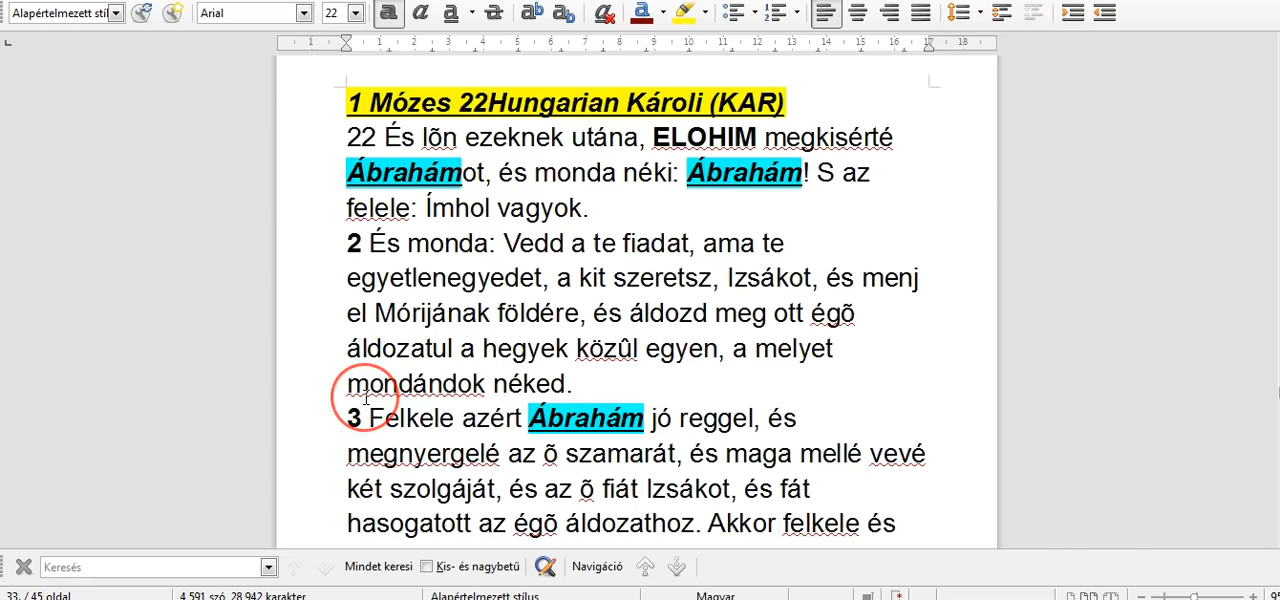 Alapértelmezett stíl Arial 22
1 1 2 3 4 5 6 7 8 9 10 11 12 13 14 15 16 17 18
1 Mózes 22Hungarian Károli (KAR)
22 És lõn ezeknek utána, ELOHIM megkisérté
Ábrahámot, és monda néki: Ábrahám! S az
felele: Ímhol vagyok.
2 És monda: Vedd a te fiadat, ama te
egyetlenegyedet, a kit szeretsz, Izsákot, és menj
el Mórijának földére, és áldozd meg ott égõ
áldozatul a hegyek közûl egyen, a melyet
mondándok néked.
3 Felkele azért Ábrahám jó reggel, és
megnyergelé az õ szamarát, és maga mellé vevé
két szolgáját, és az õ fiát Izsákot, és fát
hasogatott az égõ áldozathoz. Akkor felkele és
Keresés Mindet keresi Kis- és nagybetű Navigáció
33. / 45 oldal 4 591 szó, 28 942 karakter Alapértelmezett stílus Magyar